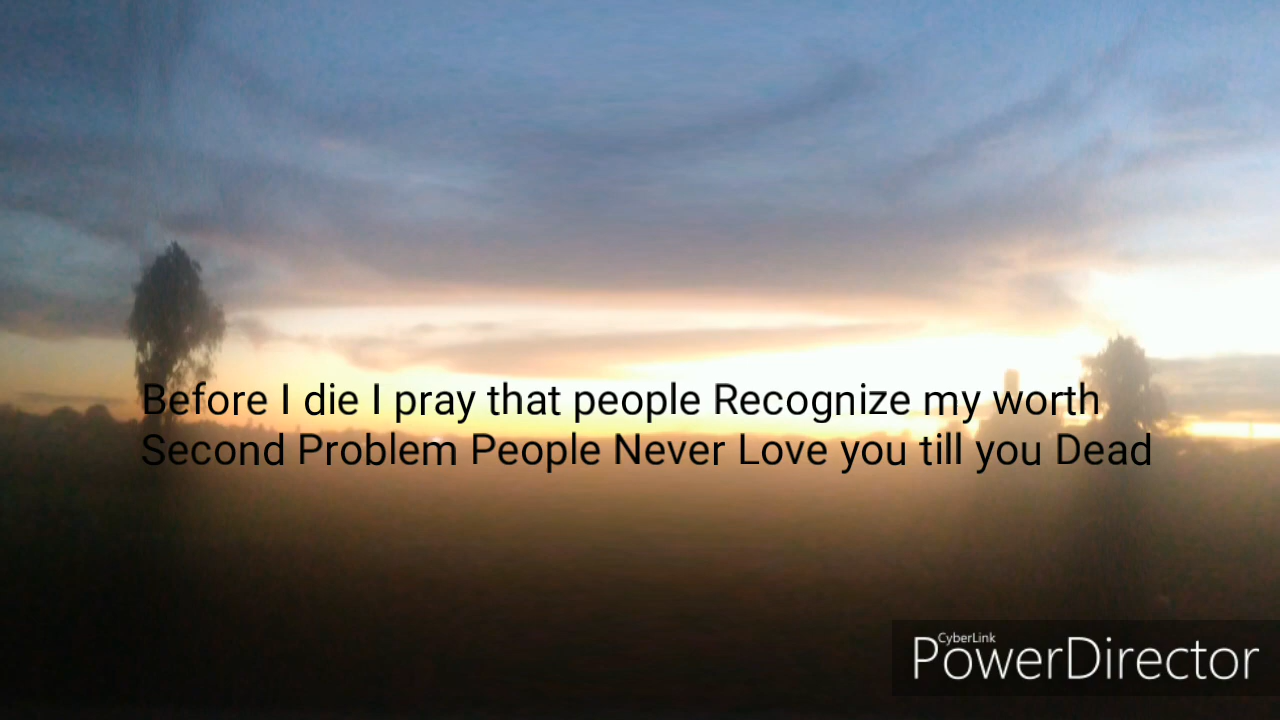 Before I die I pray that people Recognize my worth
Second Problem People Never Love you till you Dead
CyberLink
PowerDirector